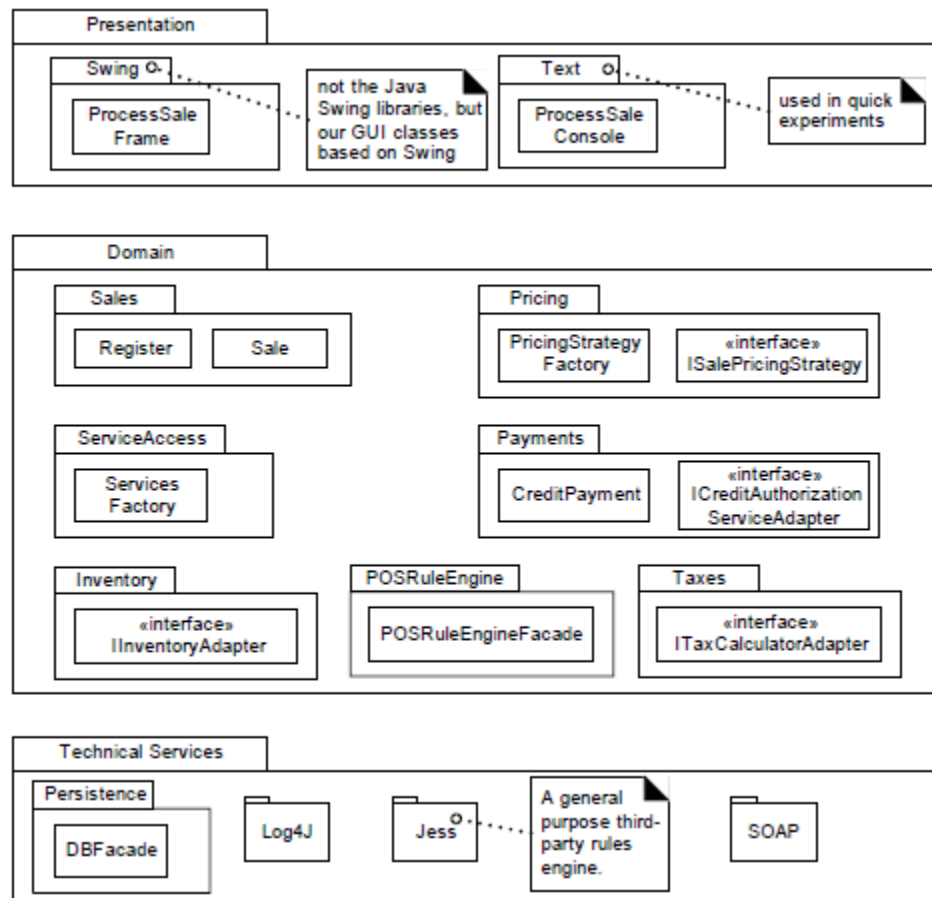 Presentation
Swing
ProcessSale
Frame
not the Java
Swing libraries, but
our GUI classes
based on Swing
Text
ProcessSale
Console
used in quick
experiments
Domain
Sales
Register
Sale
Pricing
PricingStrategy
Factory
«interface»
ISalePricingStrategy
ServiceAccess
Services
Factory
Payments
CreditPayment
«interface»
ICreditAuthorization
ServiceAdapter
Inventory
«interface»
IInventoryAdapter
POSRuleEngine
POSRuleEngineFacade
Taxes
«interface»
ITaxCalculatorAdapter
Technical Services
Persistence
DBFacade
Log4J
Jess
A general
purpose third-
party rules
engine.
SOAP